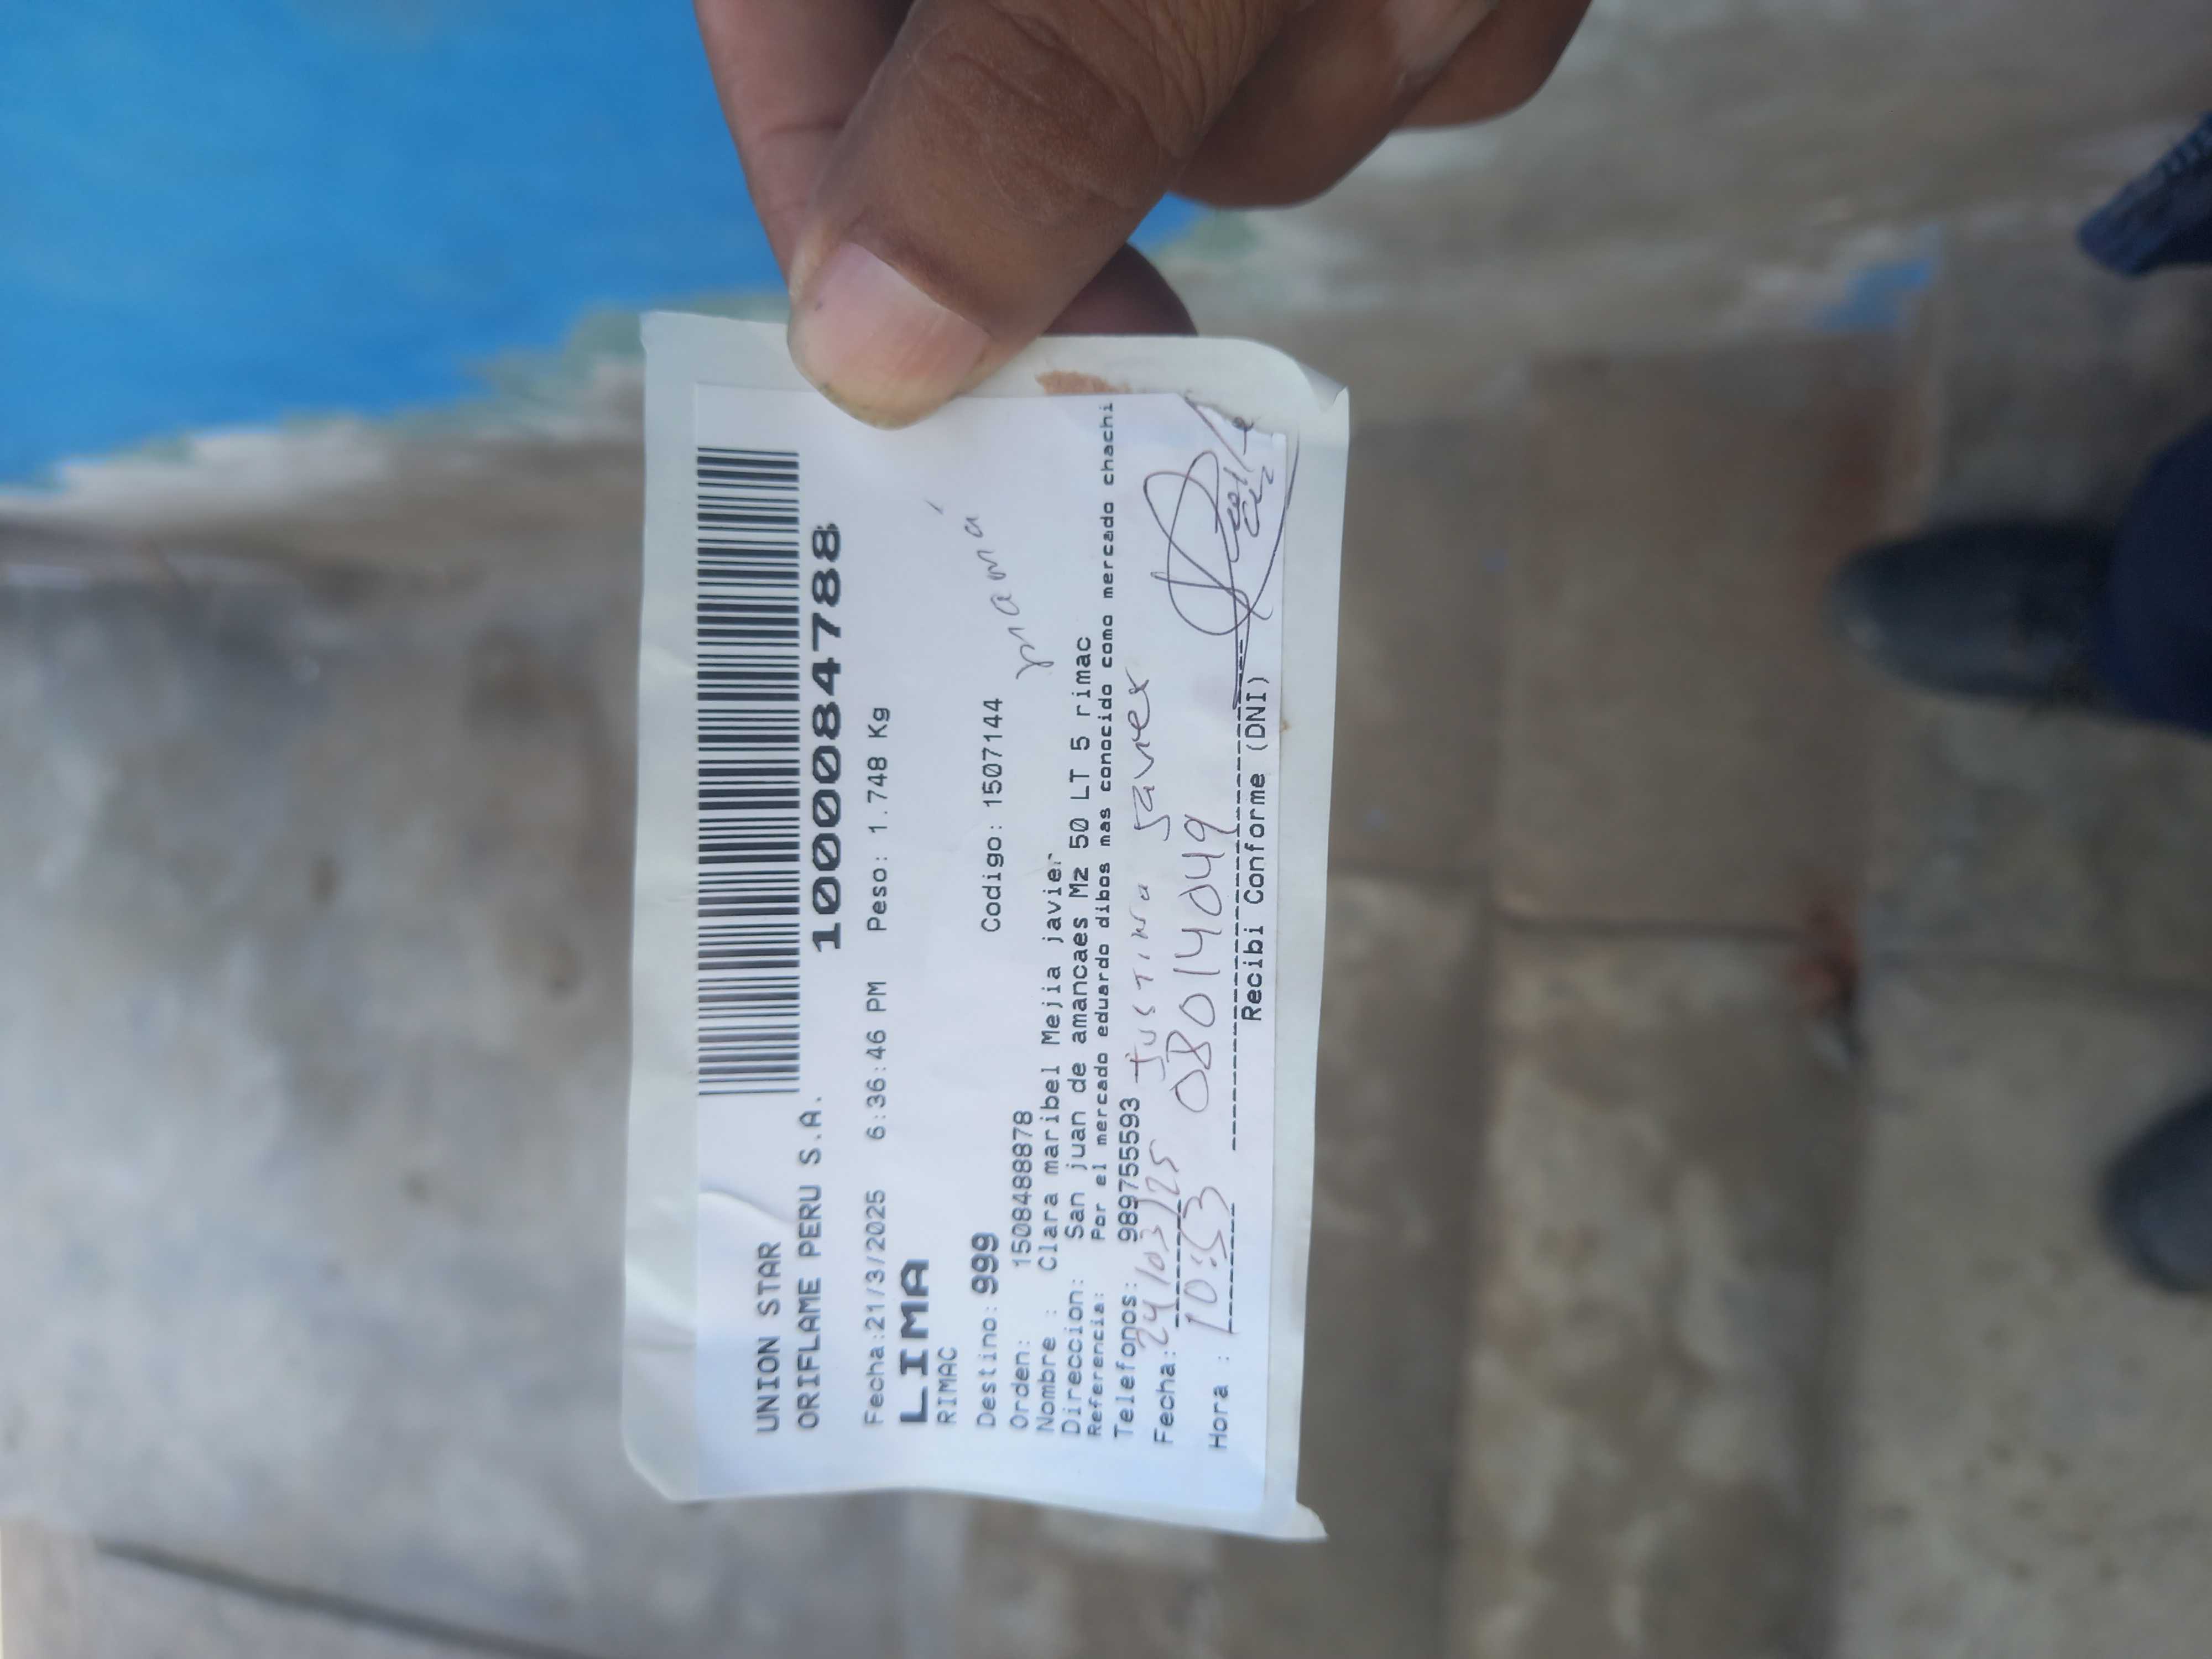 UNION STAR
ORIFLAME PERU S.A.
1000084788
Fecha:21/3/2025 6:36:46 PM Peso: 1.748 Kg
LIMA
RIMAC
Destino: 999 Codigo: 1507144
mamá
Orden: 1508488878
Nombre : Clara maribel Mejia javier
Direccion: San juan de amancaes Mz 50 LT 5 rimac
Referencia: Por el mercado eduardo dibos mas conocido como mercado chachi
Telefonos: 989755593
Justina
Fecha: 24/03/25 08014049
Hora : 10:53
Recibi Conforme (DNI)